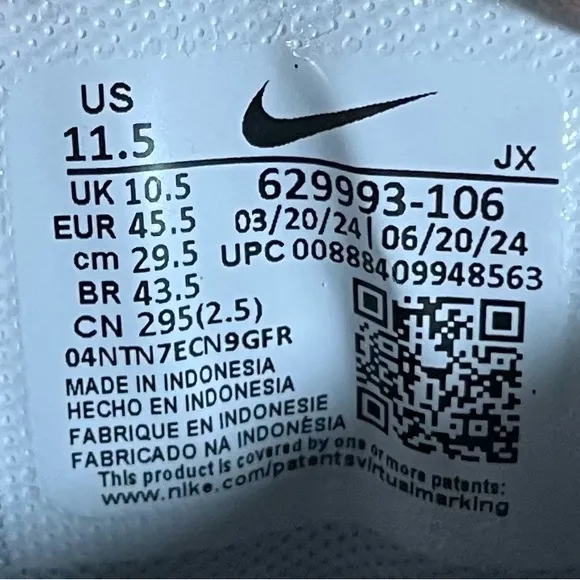 US
11.5
JX
UK 10.5
629993-106
EUR 45.5
03/20/24 | 06/20/24
cm 29.5
UPC 00888409948563
BR 43.5
CN 295(2.5)
04NTN7ECN9GFR
MADE IN INDONESIA
HECHO EN INDONESIA
FABRIQUE EN INDONESIE
FABRICADO NA INDONÉSIA
This product is covered by one or more patents:
www.nike.com/patentsvirtualmarking